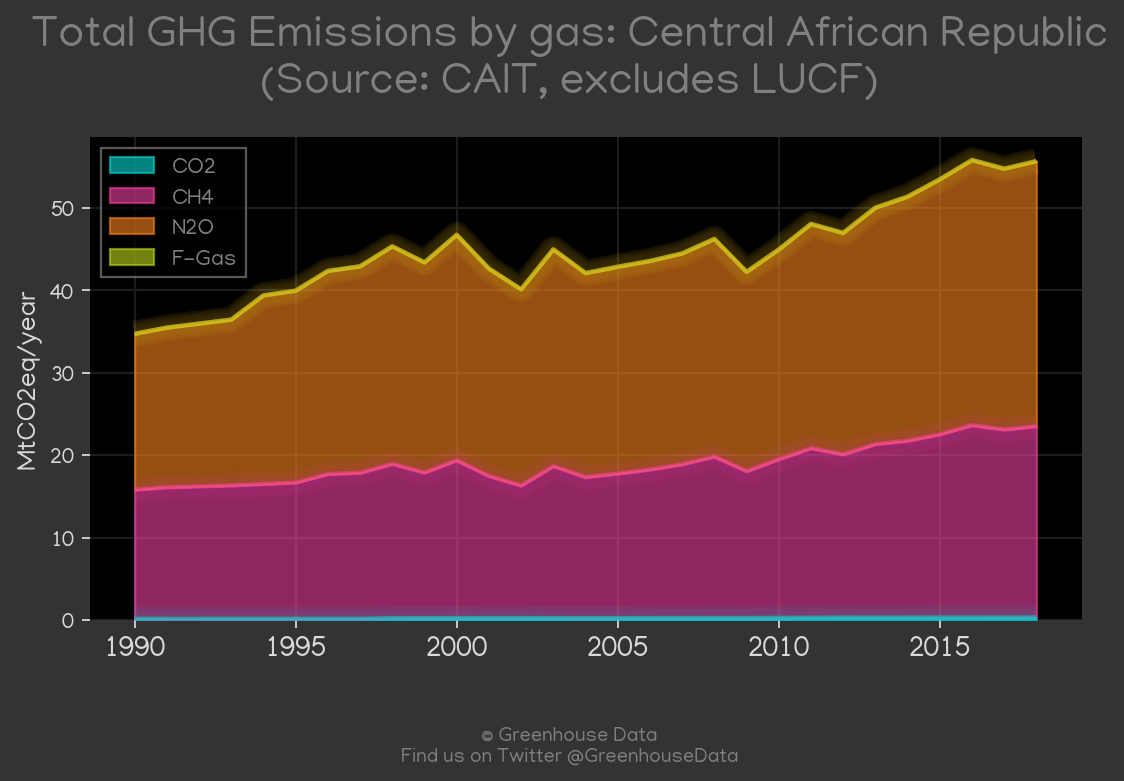 Total GHG Emissions by gas: Central African Republic
(Source: CAIT, excludes LUCF)
CO2
CH4
N2O
F-Gas
MtCO2eq/year
50
40
30
20
10
0
1990 1995 2000 2005 2010 2015
© Greenhouse Data
Find us on Twitter @GreenhouseData